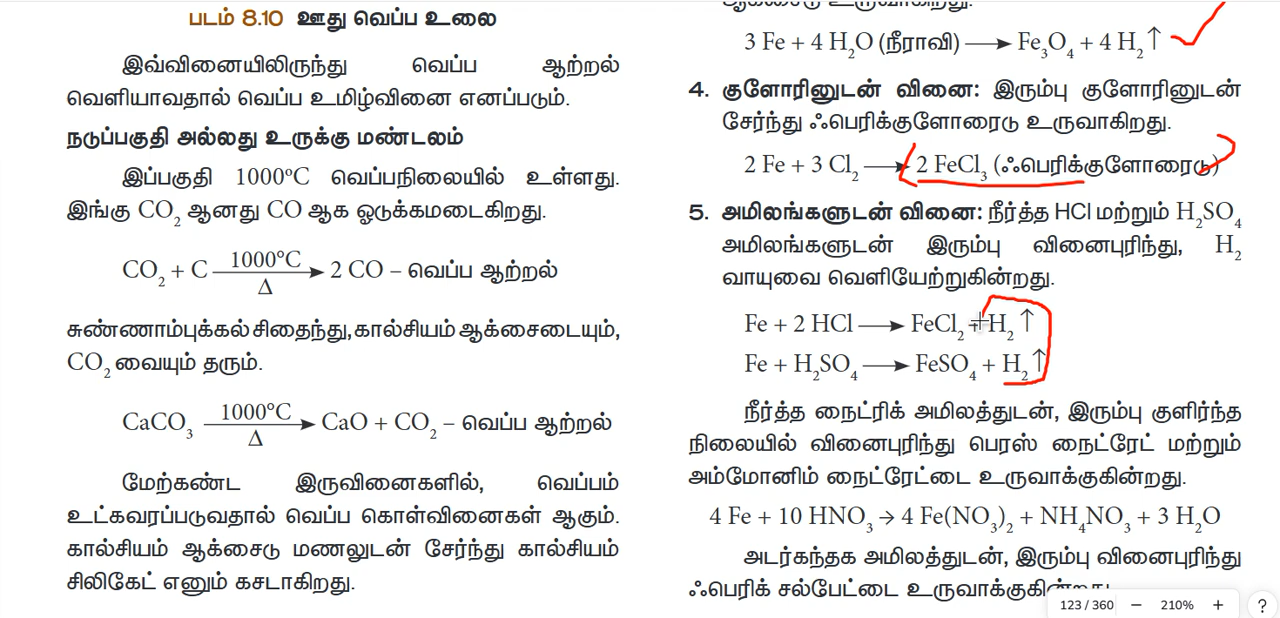 படம் 8.10 ஊது வெப்ப உலை
இவ்வினையிலிருந்து வெப்ப ஆற்றல்
வெளியாவதால் வெப்ப உமிழ்வினை எனப்படும்.
நடுப்பகுதி அல்லது உருக்கு மண்டலம்
இப்பகுதி 1000°C வெப்பநிலையில் உள்ளது.
இங்கு CO₂ ஆனது CO ஆக ஒடுக்கமடைகிறது.
CO₂ + C 1000°C Δ → 2 CO – வெப்ப ஆற்றல்
சுண்ணாம்புக்கல் சிதைந்து, கால்சியம் ஆக்சைடையும்,
CO₂ வையும் தரும்.
CaCO₃ 1000°C Δ → CaO + CO₂ – வெப்ப ஆற்றல்
மேற்கண்ட இருவினைகளில், வெப்பம்
உட்கவரப்படுவதால் வெப்ப கொள்வினைகள் ஆகும்.
கால்சியம் ஆக்சைடு மணலுடன் சேர்ந்து கால்சியம்
சிலிகேட் எனும் கசடாகிறது.
ஆக்சைடு உருவாகிறது.
3 Fe + 4 H₂O (நீராவி) → Fe₃O₄ + 4 H₂ ↑
4. குளோரினுடன் வினை: இரும்பு குளோரினுடன்
சேர்ந்து ஃபெரிக்குளோரைடு உருவாகிறது.
2 Fe + 3 Cl₂ → 2 FeCl₃ (ஃபெரிக்குளோரைடு)
5. அமிலங்களுடன் வினை: நீர்த்த HCl மற்றும் H₂SO₄
அமிலங்களுடன் இரும்பு வினைபுரிந்து, H₂
வாயுவை வெளியேற்றுகின்றது.
Fe + 2 HCl → FeCl₂ + H₂ ↑
Fe + H₂SO₄ → FeSO₄ + H₂ ↑
நீர்த்த நைட்ரிக் அமிலத்துடன், இரும்பு குளிர்ந்த
நிலையில் வினைபுரிந்து பெரஸ் நைட்ரேட் மற்றும்
அம்மோனிம் நைட்ரேட்டை உருவாக்குகின்றது.
4 Fe + 10 HNO₃ → 4 Fe(NO₃)₂ + NH₄NO₃ + 3 H₂O
அடர்கந்தக அமிலத்துடன், இரும்பு வினைபுரிந்து
ஃபெரிக் சல்பேட்டை உருவாக்குகின்றது.
123 / 360 − 210% + ?